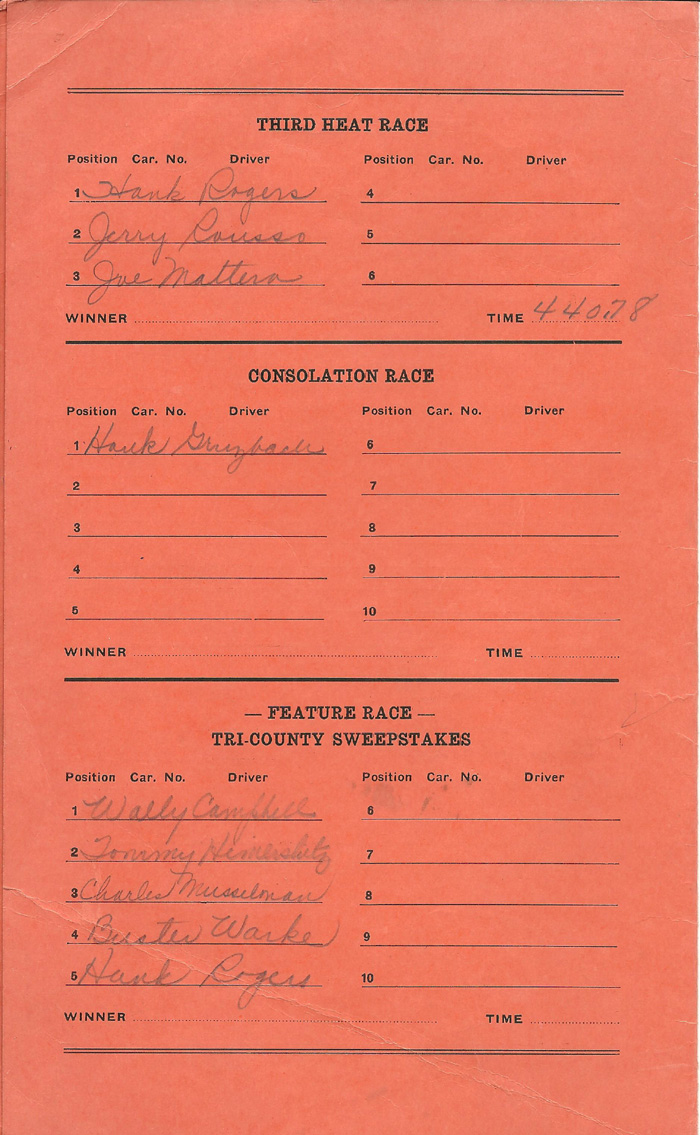 THIRD HEAT RACE
Position Car. No. Driver Position Car. No. Driver
1 Hank Rogers 4
2 Jerry Rousso 5
3 Joe Mattera 6
WINNER TIME 4 40.78
CONSOLATION RACE
Position Car. No. Driver Position Car. No. Driver
1 Hank 6
2 7
3 8
4 9
5 10
WINNER TIME
— FEATURE RACE —
TRI-COUNTY SWEEPSTAKES
Position Car. No. Driver Position Car. No. Driver
1 Wally Campbell 6
2 Tommy 7
3 Charles Musselman 8
4 Buster Warke 9
5 Hank Rogers 10
WINNER TIME